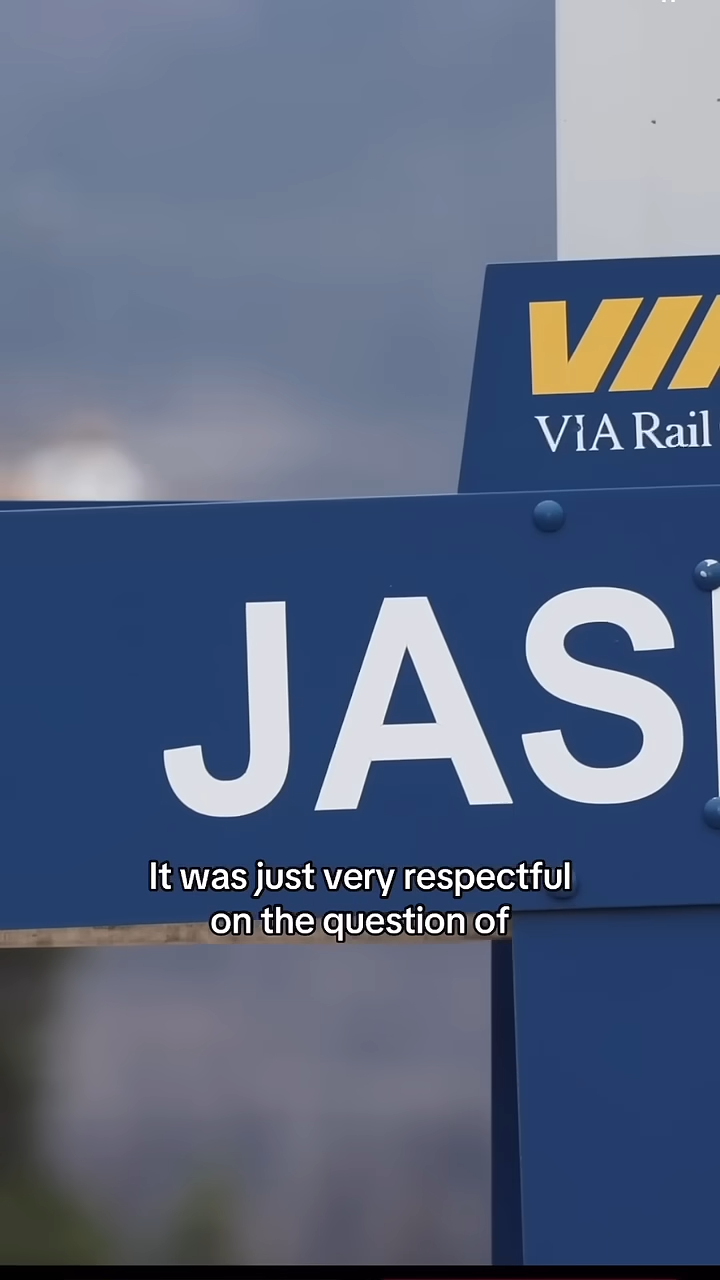 VIA
VIA Rail
JAS
It was just very respectful
on the question of